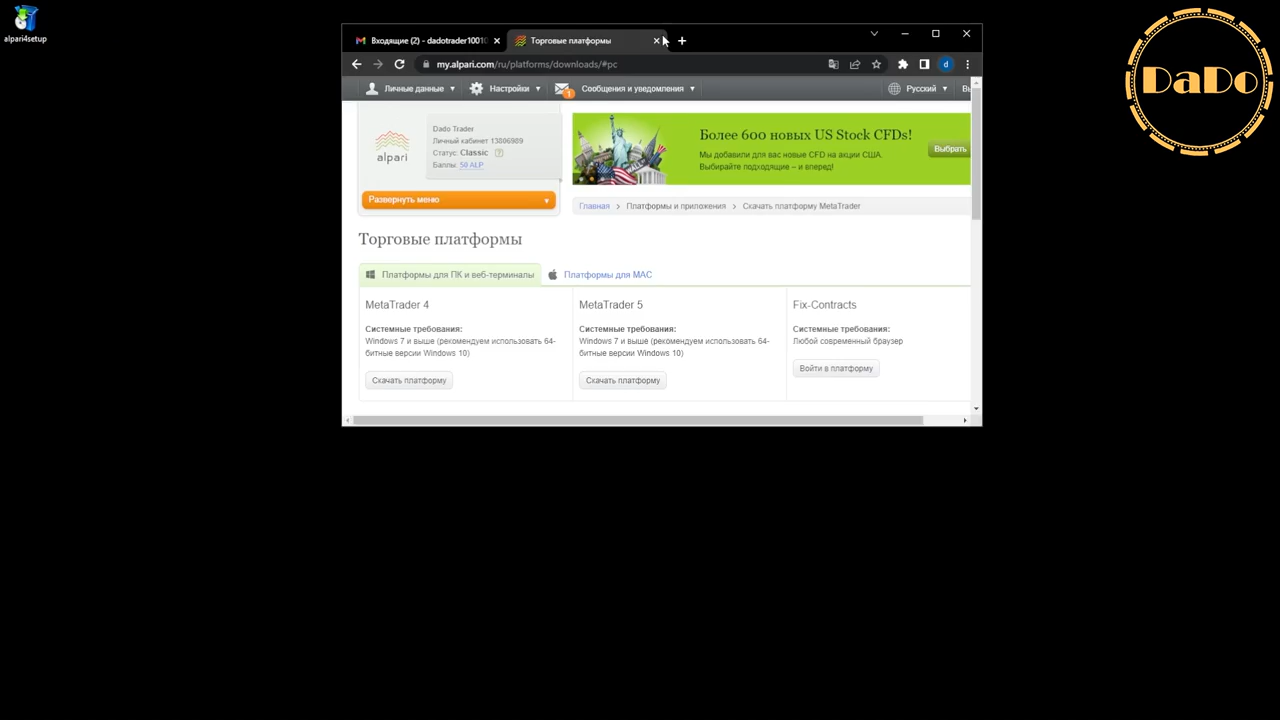 alpari4setup
Входящие (2) - dadotrader10010
Торговые платформы
my.alpari.com/ru/platforms/downloads/#pc
d
Личные данные
Настройки
1
Сообщения и уведомления
Русский
Вы
alpari
Dado Trader
Личный кабинет 13806989
Статус: Classic
Баллы: 50 ALP
Развернуть меню
Более 600 новых US Stock CFDs!
Мы добавили для вас новые CFD на акции США.
Выбирайте подходящие – и вперед!
Выбрать
Главная > Платформы и приложения > Скачать платформу MetaTrader
Торговые платформы
Платформы для ПК и веб-терминалы
Платформы для MAC
MetaTrader 4
Системные требования:
Windows 7 и выше (рекомендуем использовать 64-
битные версии Windows 10)
Скачать платформу
MetaTrader 5
Системные требования:
Windows 7 и выше (рекомендуем использовать 64-
битные версии Windows 10)
Скачать платформу
Fix-Contracts
Системные требования:
Любой современный браузер
Войти в платформу
DaDo